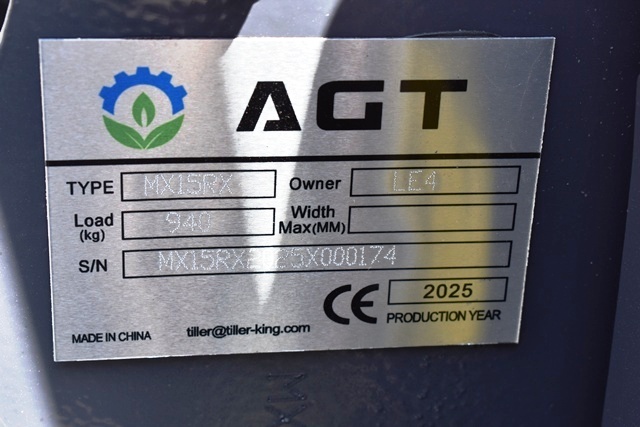 AGT
TYPE MX15RX Owner LE4
Load (kg) 940 Width Max(MM)
S/N
CE 2025
PRODUCTION YEAR
MADE IN CHINA tiller@tiller-king.com